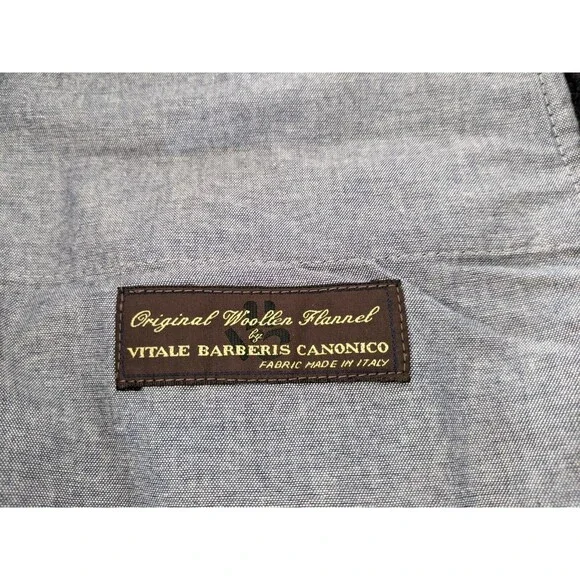 Original Woollen Flannel
by
VITALE BARBERIS CANONICO
FABRIC MADE IN ITALY